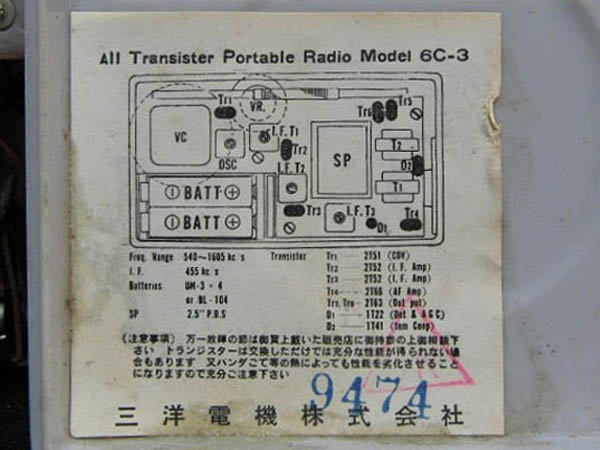 All Transister Portable Radio Model 6C-3
VR.
Tr1
Tr6
Tr5
VC
OSC
I.F.T1
Tr2
SP
T2
D2
I.F.T2
T1
⊖ BATT ⊕
⊖ BATT ⊕
Tr3
I.F.T3
D1
Tr4
Freq. Range 540~1605 kc s
I.F. 455 kc s
Batteries UM-3 × 4
or BL-104
SP 2.5" P.D.S
Transister Tr1 2T51 (COV)
Tr2 2T52 (I.F. Amp)
Tr3 2T52 (I.F. Amp)
Tr4 2T66 (AF Amp)
Tr5, Tr6 2T63 (Out put)
D1 1T22 (Det & AGC)
D2 1T41 (Tem Comp)
(注意事項) 万一故障の節は御買上戴いた販売店に御持参の上御相談下
さい トランジスターは交換しただけでは充分な性能が得られない場
合もあります 又ハンダごて等の熱によっても性能を劣化させること
になりますので充分ご注意下さい
9474
三洋電機株式会社